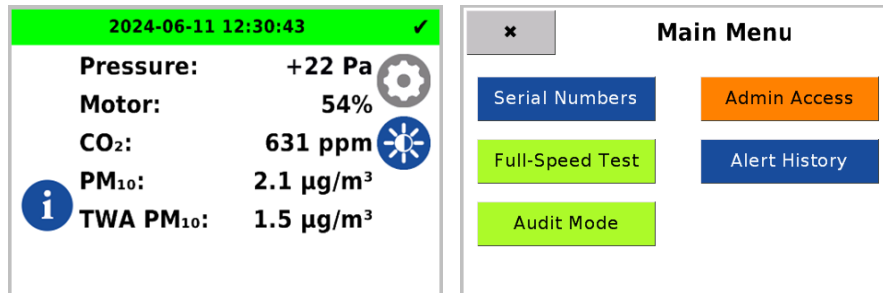 2024-06-11 12:30:43 ✔
Pressure: +22 Pa
Motor: 54%
CO₂: 631 ppm
PM₁₀: 2.1 µg/m³
TWA PM₁₀: 1.5 µg/m³
i
✖ Main Menu
Serial Numbers Admin Access
Full-Speed Test Alert History
Audit Mode